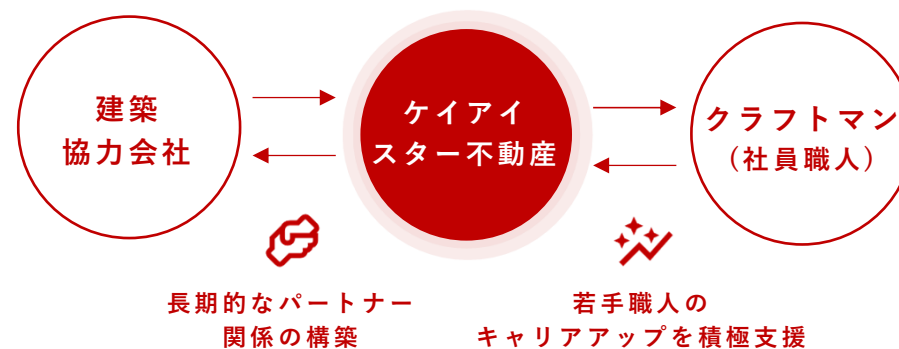 建築
協力会社
ケイアイ
スター不動産
クラフトマン
(社員職人)
長期的なパートナー
関係の構築
若手職人の
キャリアアップを積極支援